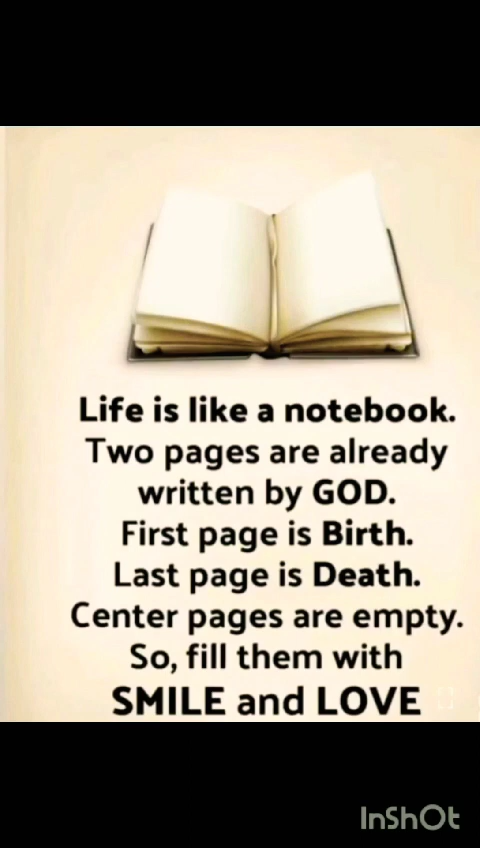 Life is like a notebook.
Two pages are already
written by GOD.
First page is Birth.
Last page is Death.
Center pages are empty.
So, fill them with
SMILE and LOVE
InShOt